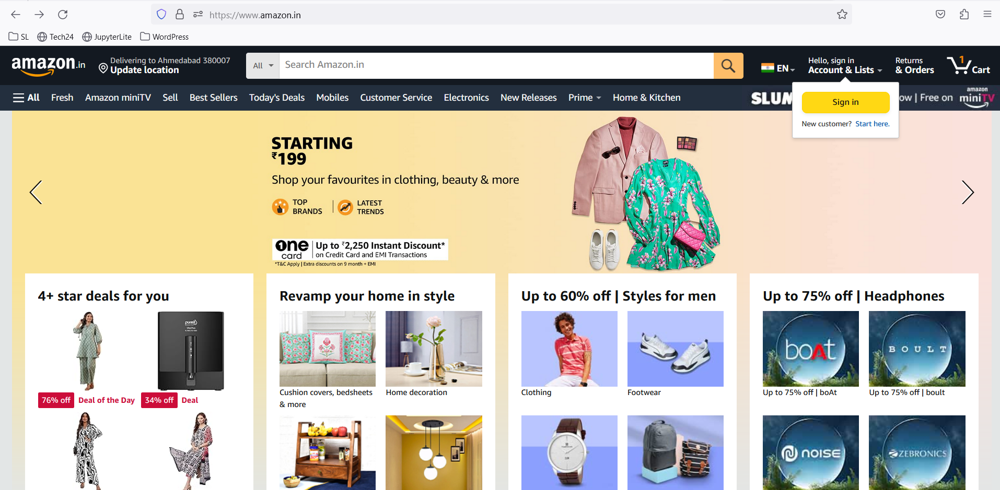 https://www.amazon.in
SL Tech24 JupyterLite WordPress
amazon.in
Delivering to Ahmedabad 380007
Update location
All
Search Amazon.in
EN
Hello, sign in
Account & Lists
Returns
& Orders
1
Cart
All Fresh Amazon miniTV Sell Best Sellers Today's Deals Mobiles Customer Service Electronics New Releases Prime Home & Kitchen
ow | Free on
amazon
miniTV
Sign in
New customer? Start here.
STARTING
₹199
Shop your favourites in clothing, beauty & more
TOP
BRANDS
LATEST
TRENDS
one
card
Up to ₹2,250 Instant Discount*
on Credit Card and EMI Transactions
*T&C Apply | Extra discounts on 9 month + EMI
4+ star deals for you
pureit
76% off Deal of the Day
34% off Deal
Revamp your home in style
Cushion covers, bedsheets
& more
Home decoration
Up to 60% off | Styles for men
Clothing
Footwear
Up to 75% off | Headphones
boAt
BOULT
Up to 75% off | boAt
Up to 75% off | boult
noise
ZEBRONICS